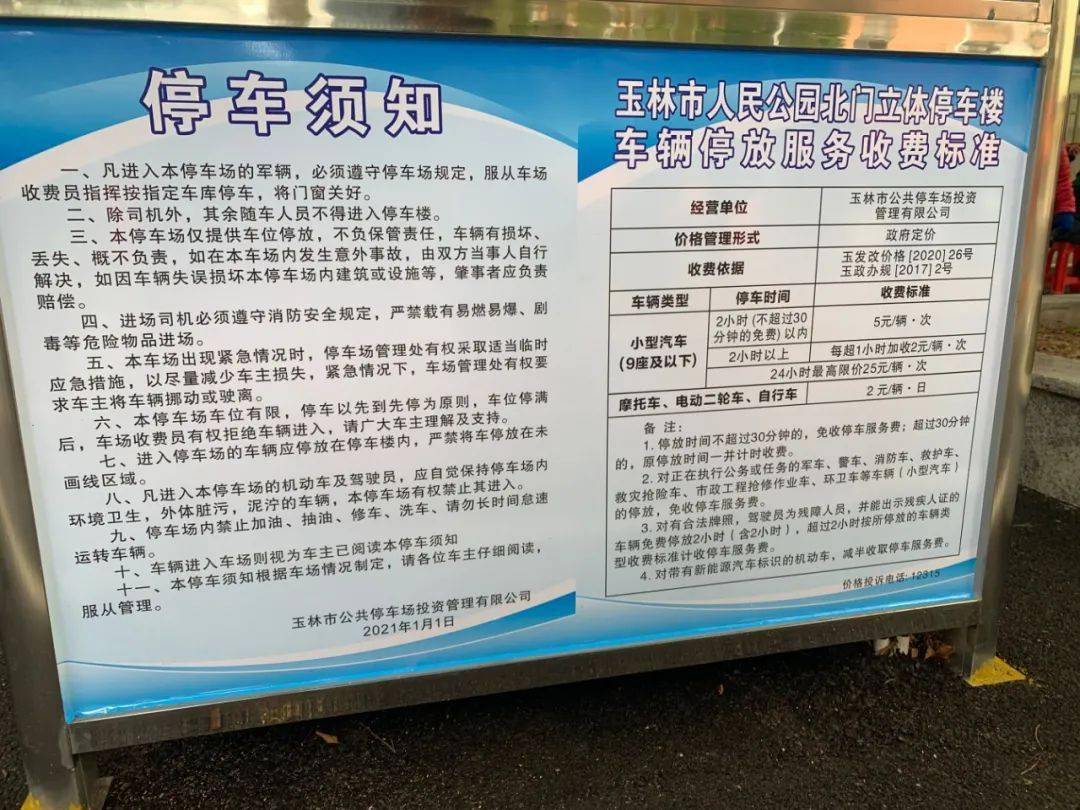 停车须知
一、凡进入本停车场的军辆，必须遵守停车场规定，服从车场
收费员指挥按指定车库停车，将门窗关好。
二、除司机外，其余随车人员不得进入停车楼。
三、本停车场仅提供车位停放，不负保管责任，车辆有损坏、
丢失、概不负责，如在本车场内发生意外事故，由双方当事人自行
解决，如因车辆失误损坏本停车场内建筑或设施等，肇事者应负责
赔偿。
四、进场司机必须遵守消防安全规定，严禁载有易燃易爆、剧
毒等危险物品进场。
五、本车场出现紧急情况时，停车场管理处有权采取适当临时
应急措施，以尽量减少车主损失，紧急情况下，车场管理处有权要
求车主将车辆挪动或驶离。
六、本停车场车位有限，停车以先到先停为原则，车位停满
后，车场收费员有权拒绝车辆进入，请广大车主理解及支持。
七、进入停车场的车辆应停放在停车楼内，严禁将车停放在未
画线区域。
八、凡进入本停车场的机动车及驾驶员，应自觉保持停车场内
环境卫生，外体脏污，泥泞的车辆，本停车场有权禁止其进入。
九、停车场内禁止加油、抽油、修车、洗车、请勿长时间怠速
运转车辆。
十、车辆进入车场则视为车主已阅读本停车须知
十一、本停车须知根据车场情况制定，请各位车主仔细阅读，
服从管理。
玉林市公共停车场投资管理有限公司
2021年1月1日
玉林市人民公园北门立体停车楼
车辆停放服务收费标准
经营单位 玉林市公共停车场投资
管理有限公司
价格管理形式 政府定价
收费依据 玉发改价格[2020]26号
玉政办规[2017]2号
车辆类型 停车时间 收费标准
小型汽车
(9座及以下)
2小时(不超过30
分钟的免费)以内 5元/辆·次
2小时以上 每超1小时加收2元/辆·次
24小时最高限价25元/辆·次
摩托车、电动二轮车、自行车 2元/辆·日
备注：
1.停放时间不超过30分钟的，免收停车服务费；超过30分钟
的，原停放时间一并计时收费。
2.对正在执行公务或任务的军车、警车、消防车、救护车、
救灾抢险车、市政工程抢修作业车、环卫车等车辆（小型汽车）
的停放，免收停车服务费。
3.对有合法牌照，驾驶员为残障人员，并能出示残疾人证的
车辆免费停放2小时（含2小时），超过2小时按所停放的车辆类
型收费标准计收停车服务费。
4.对带有新能源汽车标识的机动车，减半收取停车服务费。
价格投诉电话：12315